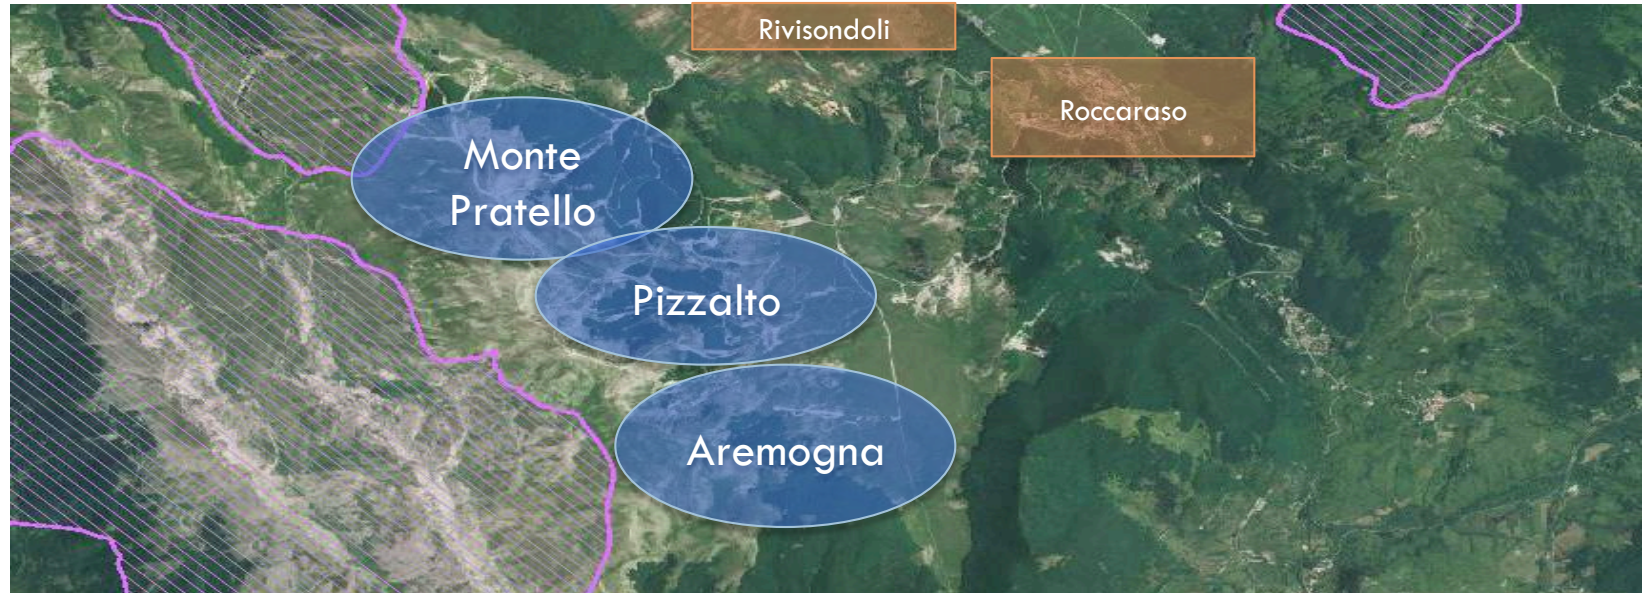 Rivisondoli
Roccaraso
Monte
Pratello
Pizzalto
Aremogna